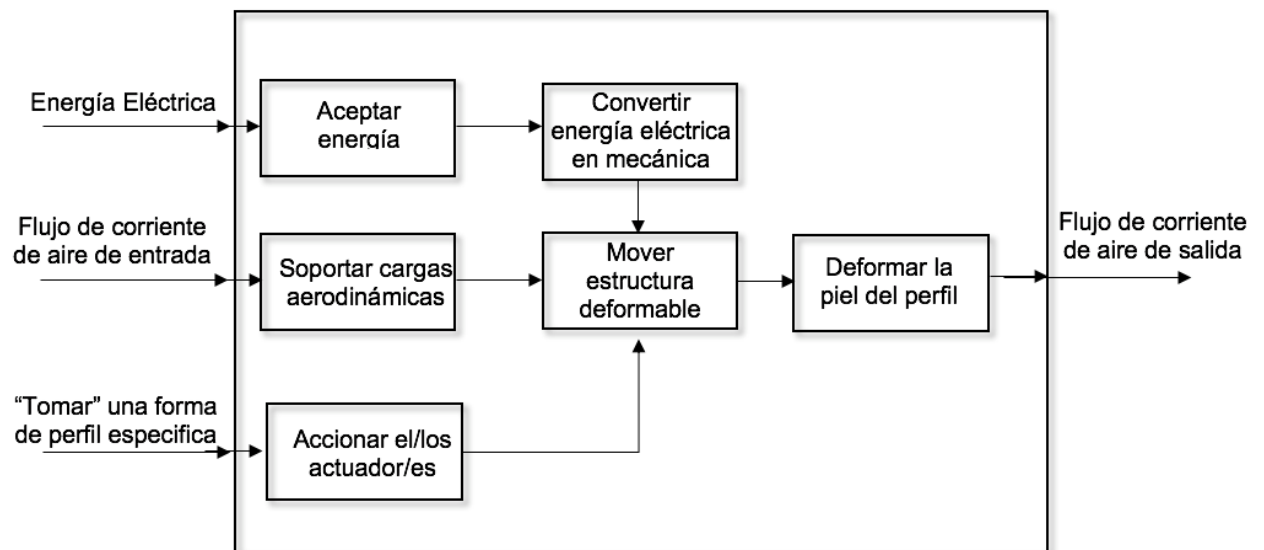 Energía Eléctrica
Aceptar
energía
Convertir
energía eléctrica
en mecánica
Flujo de corriente
de aire de entrada
Soportar cargas
aerodinámicas
Mover
estructura
deformable
Deformar la
piel del perfil
Flujo de corriente
de aire de salida
“Tomar” una forma
de perfil especifica
Accionar el/los
actuador/es